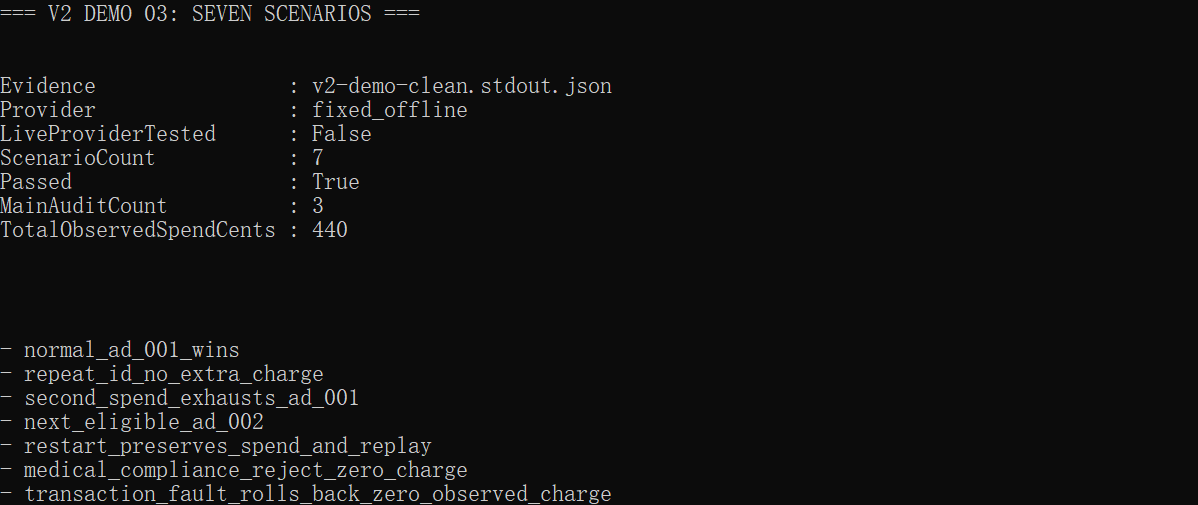 === V2 DEMO 03: SEVEN SCENARIOS ===
Evidence : v2-demo-clean.stdout.json
Provider : fixed_offline
LiveProviderTested : False
ScenarioCount : 7
Passed : True
MainAuditCount : 3
TotalObservedSpendCents : 440
- normal_ad_001_wins
- repeat_id_no_extra_charge
- second_spend_exhausts_ad_001
- next_eligible_ad_002
- restart_preserves_spend_and_replay
- medical_compliance_reject_zero_charge
- transaction_fault_rolls_back_zero_observed_charge